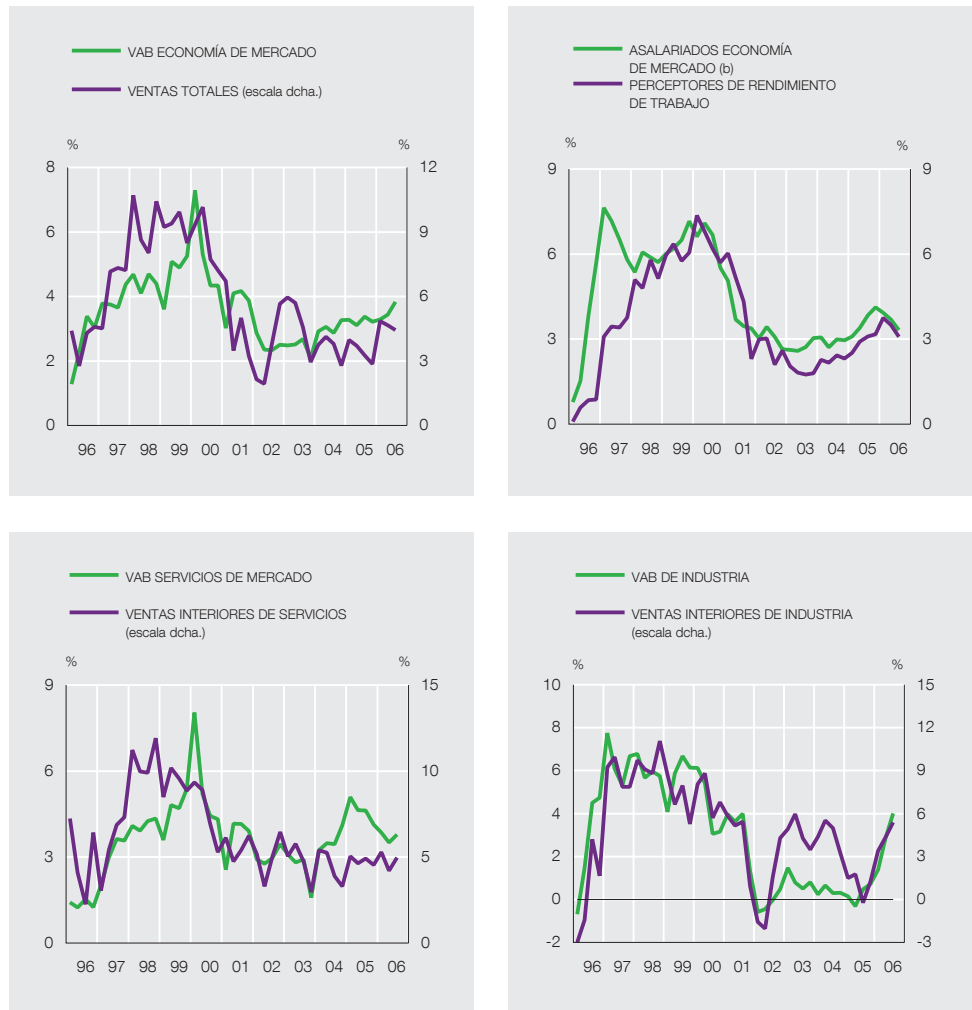 VAB ECONOMÍA DE MERCADO
VENTAS TOTALES (escala dcha.)
% %
8 12
6 9
4 6
2 3
0 0
96 97 98 99 00 01 02 03 04 05 06
ASALARIADOS ECONOMÍA
DE MERCADO (b)
PERCEPTORES DE RENDIMIENTO
DE TRABAJO
% %
9 9
6 6
3 3
0 0
96 97 98 99 00 01 02 03 04 05 06
VAB SERVICIOS DE MERCADO
VENTAS INTERIORES DE SERVICIOS
(escala dcha.)
% %
9 15
6 10
3 5
0 0
96 97 98 99 00 01 02 03 04 05 06
VAB DE INDUSTRIA
VENTAS INTERIORES DE INDUSTRIA
(escala dcha.)
% %
10 15
8 12
6 9
4 6
2 3
0 0
-2 -3
96 97 98 99 00 01 02 03 04 05 06